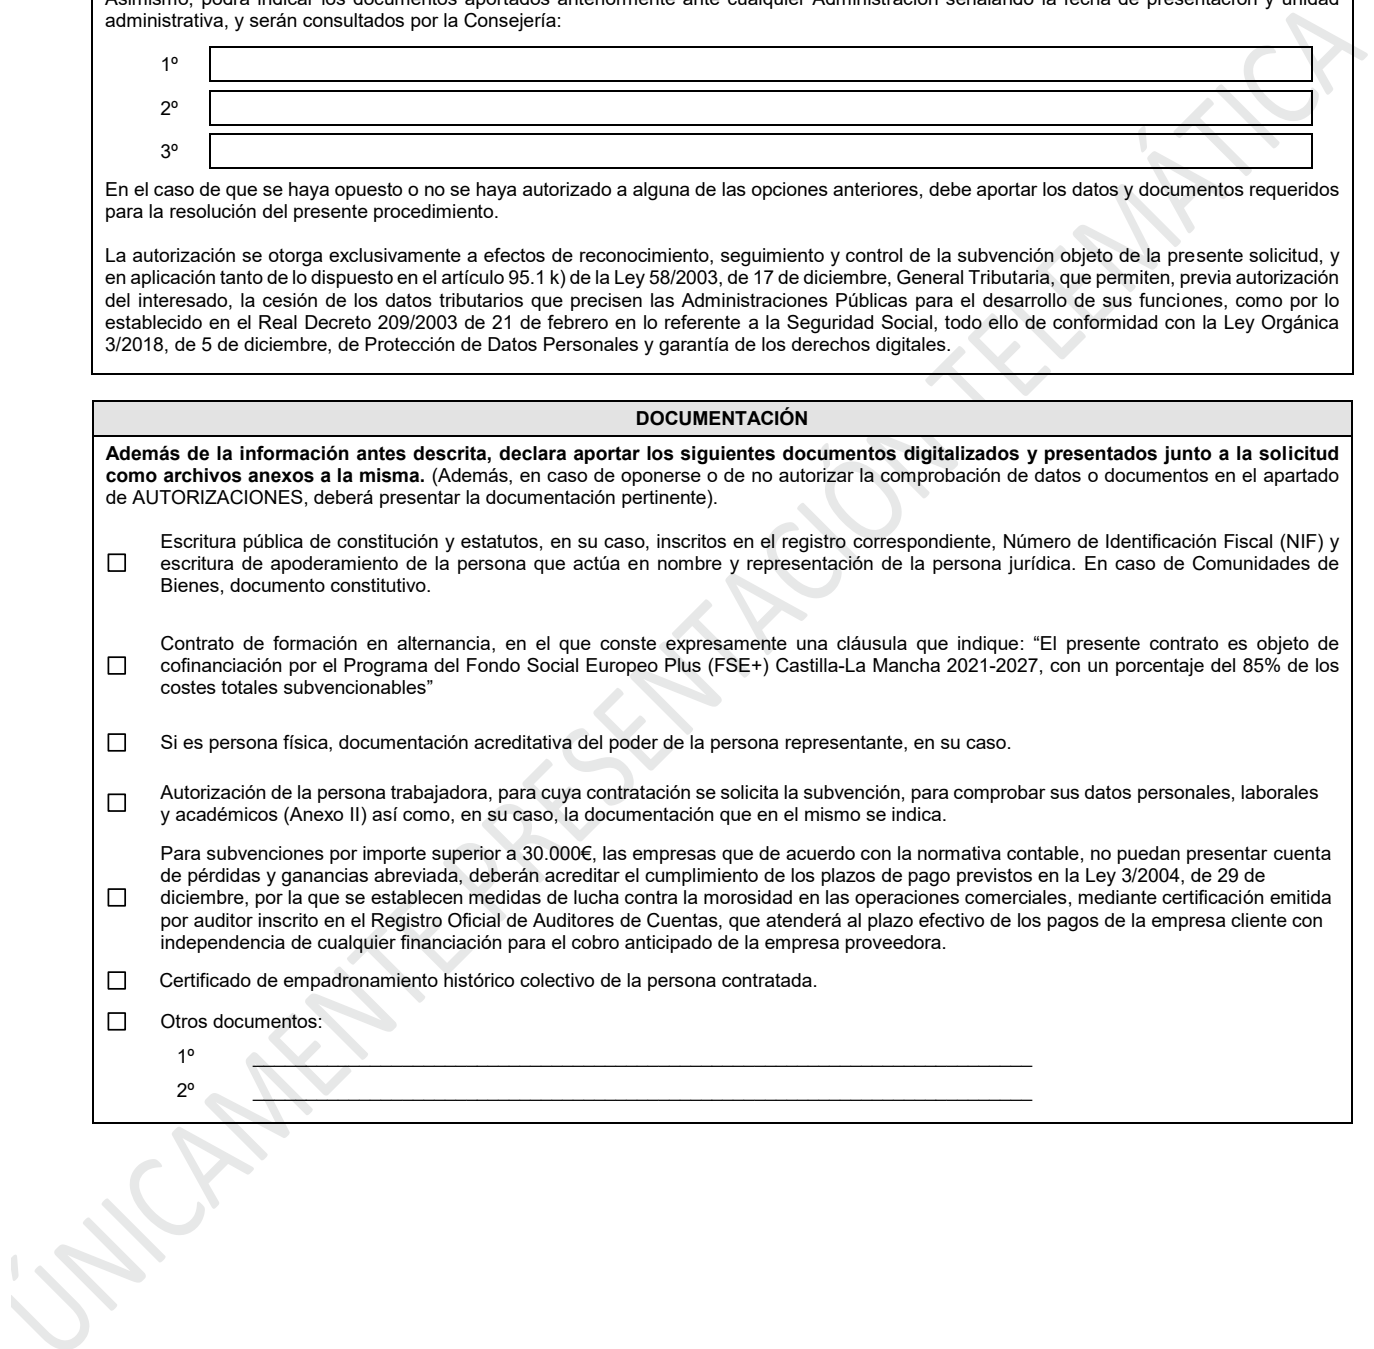 Asimismo, podrá indicar los documentos aportados anteriormente ante cualquier Administración señalando la fecha de presentación y unidad
administrativa, y serán consultados por la Consejería:
1º
2º
3º
En el caso de que se haya opuesto o no se haya autorizado a alguna de las opciones anteriores, debe aportar los datos y documentos requeridos
para la resolución del presente procedimiento.
La autorización se otorga exclusivamente a efectos de reconocimiento, seguimiento y control de la subvención objeto de la presente solicitud, y
en aplicación tanto de lo dispuesto en el artículo 95.1 k) de la Ley 58/2003, de 17 de diciembre, General Tributaria, que permiten, previa autorización
del interesado, la cesión de los datos tributarios que precisen las Administraciones Públicas para el desarrollo de sus funciones, como por lo
establecido en el Real Decreto 209/2003 de 21 de febrero en lo referente a la Seguridad Social, todo ello de conformidad con la Ley Orgánica
3/2018, de 5 de diciembre, de Protección de Datos Personales y garantía de los derechos digitales.
DOCUMENTACIÓN
Además de la información antes descrita, declara aportar los siguientes documentos digitalizados y presentados junto a la solicitud
como archivos anexos a la misma. (Además, en caso de oponerse o de no autorizar la comprobación de datos o documentos en el apartado
de AUTORIZACIONES, deberá presentar la documentación pertinente).
Escritura pública de constitución y estatutos, en su caso, inscritos en el registro correspondiente, Número de Identificación Fiscal (NIF) y
escritura de apoderamiento de la persona que actúa en nombre y representación de la persona jurídica. En caso de Comunidades de
Bienes, documento constitutivo.
Contrato de formación en alternancia, en el que conste expresamente una cláusula que indique: “El presente contrato es objeto de
cofinanciación por el Programa del Fondo Social Europeo Plus (FSE+) Castilla-La Mancha 2021-2027, con un porcentaje del 85% de los
costes totales subvencionables”
Si es persona física, documentación acreditativa del poder de la persona representante, en su caso.
Autorización de la persona trabajadora, para cuya contratación se solicita la subvención, para comprobar sus datos personales, laborales
y académicos (Anexo II) así como, en su caso, la documentación que en el mismo se indica.
Para subvenciones por importe superior a 30.000€, las empresas que de acuerdo con la normativa contable, no puedan presentar cuenta
de pérdidas y ganancias abreviada, deberán acreditar el cumplimiento de los plazos de pago previstos en la Ley 3/2004, de 29 de
diciembre, por la que se establecen medidas de lucha contra la morosidad en las operaciones comerciales, mediante certificación emitida
por auditor inscrito en el Registro Oficial de Auditores de Cuentas, que atenderá al plazo efectivo de los pagos de la empresa cliente con
independencia de cualquier financiación para el cobro anticipado de la empresa proveedora.
Certificado de empadronamiento histórico colectivo de la persona contratada.
Otros documentos:
1º
2º
ÚNICAMENTE PRESENTACIÓN TELEMÁTICA